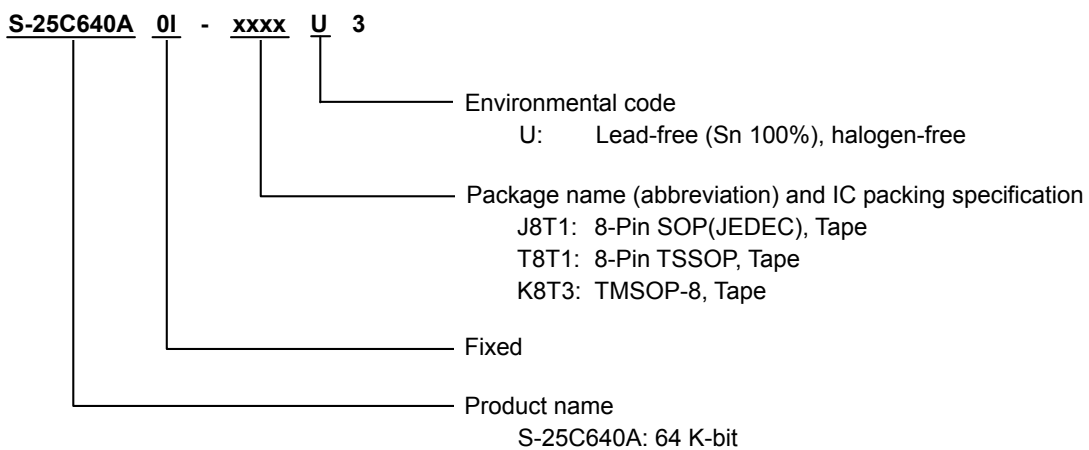 S-25C640A 0I - xxxx U 3
Environmental code
U: Lead-free (Sn 100%), halogen-free
Package name (abbreviation) and IC packing specification
J8T1: 8-Pin SOP(JEDEC), Tape
T8T1: 8-Pin TSSOP, Tape
K8T3: TMSOP-8, Tape
Fixed
Product name
S-25C640A: 64 K-bit